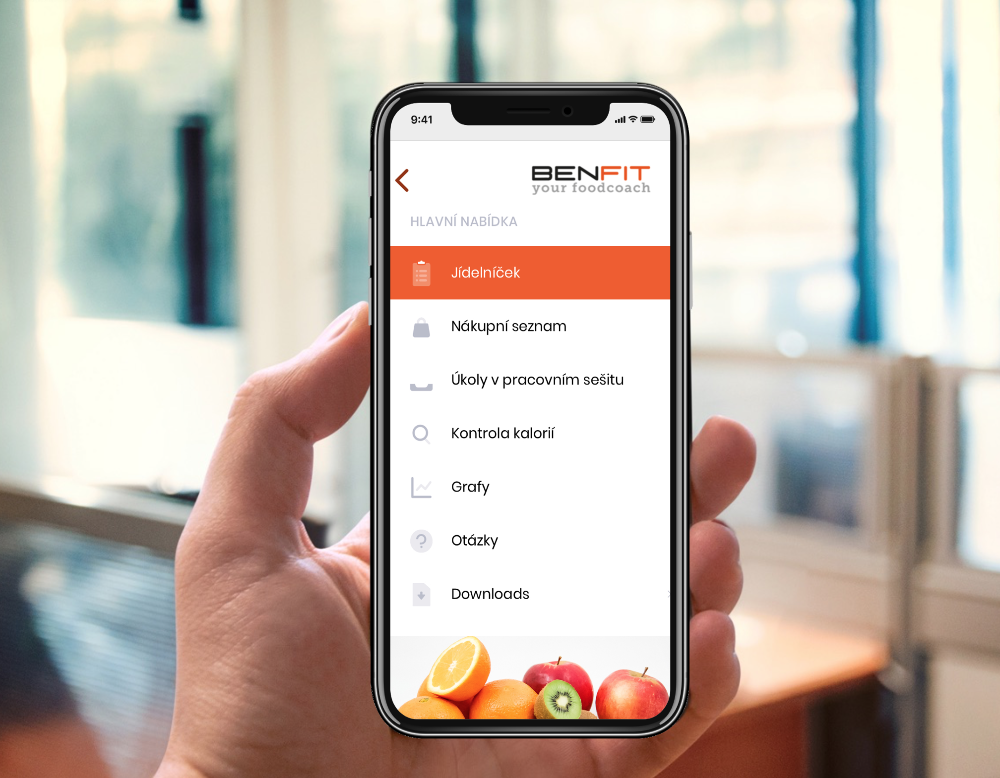 9:41
BENFIT
your foodcoach
HLAVNÍ NABÍDKA
Jídelníček
Nákupní seznam
Úkoly v pracovním sešitu
Kontrola kalorií
Grafy
Otázky
Downloads